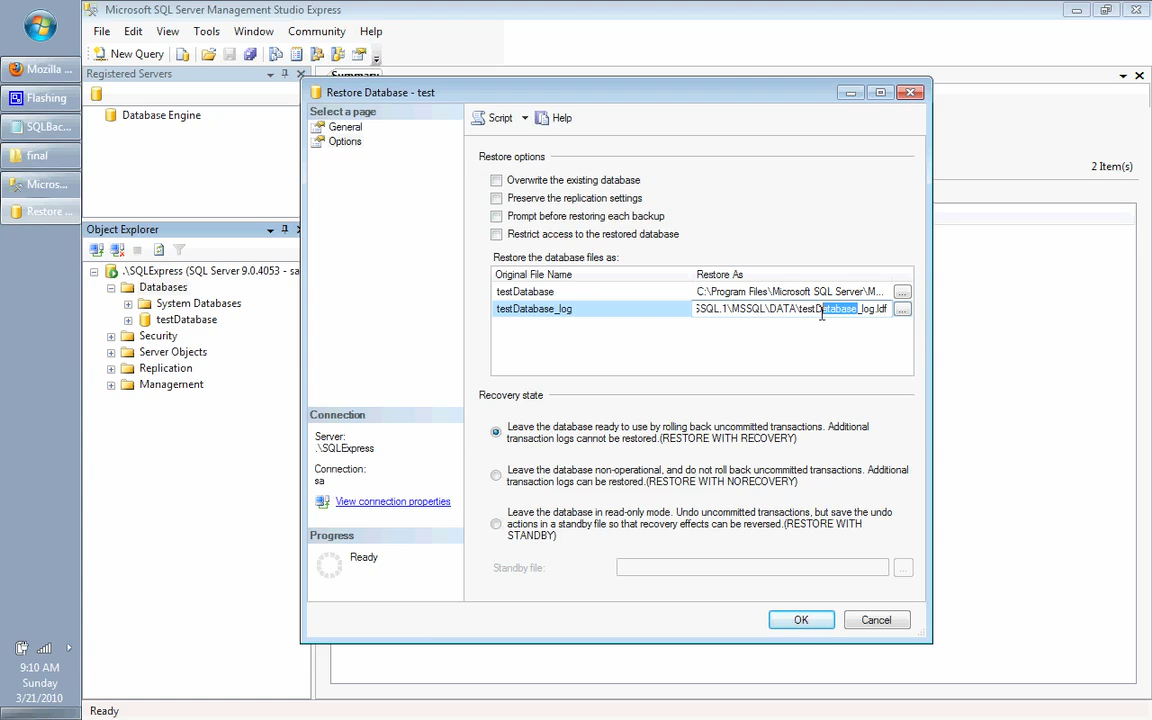 Microsoft SQL Server Management Studio Express
File Edit View Tools Window Community Help
New Query
Mozilla ...
Flashing
SQLBac...
final
Micros...
Restore ...
Registered Servers
Database Engine
Summary
2 Item(s)
Object Explorer
.\SQLExpress (SQL Server 9.0.4053 - sa
Databases
System Databases
testDatabase
Security
Server Objects
Replication
Management
Restore Database - test
Select a page
General
Options
Script Help
Restore options
Overwrite the existing database
Preserve the replication settings
Prompt before restoring each backup
Restrict access to the restored database
Restore the database files as:
Original File Name Restore As
testDatabase C:\Program Files\Microsoft SQL Server\M... ...
testDatabase_log SQL.1\MSSQL\DATA\testDatabase_log.ldf ...
Recovery state
Leave the database ready to use by rolling back uncommitted transactions. Additional
transaction logs cannot be restored.(RESTORE WITH RECOVERY)
Leave the database non-operational, and do not roll back uncommitted transactions. Additional
transaction logs can be restored.(RESTORE WITH NORECOVERY)
Leave the database in read-only mode. Undo uncommitted transactions, but save the undo
actions in a standby file so that recovery effects can be reversed.(RESTORE WITH
STANDBY)
Standby file: ...
Connection
Server:
.\SQLExpress
Connection:
sa
View connection properties
Progress
Ready
OK Cancel
9:10 AM
Sunday
3/21/2010
Ready